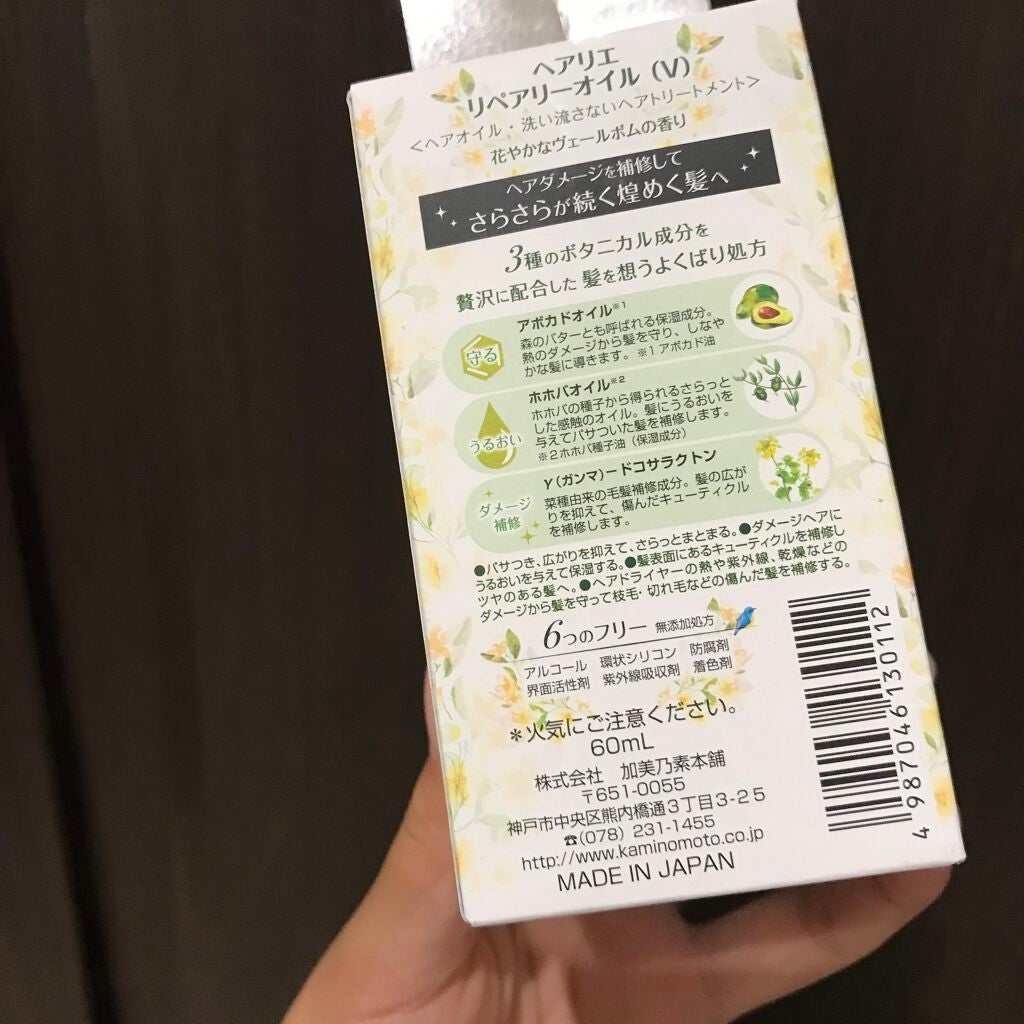 ヘアリエ
リペアリーオイル（V）
＜ヘアオイル・洗い流さないヘアトリートメント＞
花やかなヴェールボムの香り
ヘアダメージを補修して
さらさらが続く煌めく髪へ
3種のボタニカル成分を
贅沢に配合した 髪を想うよくばり処方
守る
アボカドオイル※1
森のバターとも呼ばれる保湿成分。
熱のダメージから髪を守り、しなや
かな髪に導きます。※1 アボカド油
うるおい
ホホバオイル※2
ホホバの種子から得られるさらっと
した感触のオイル。髪にうるおいを
与えてパサついた髪を補修します。
※2ホホバ種子油（保湿成分）
ダメージ
補修
γ（ガンマ）ードコサラクトン
菜種由来の毛髪補修成分。髪の広が
りを抑えて、傷んだキューティクル
を補修します。
●パサつき、広がりを抑えて、さらっとまとまる。●ダメージヘアに
うるおいを与えて保湿する。●髪表面にあるキューティクルを補修し
ツヤのある髪へ。●ヘアドライヤーの熱や紫外線、乾燥などの
ダメージから髪を守って枝毛・切れ毛などの傷んだ髪を補修する。
6つのフリー 無添加処方
アルコール 環状シリコン 防腐剤
界面活性剤 紫外線吸収剤 着色剤
＊火気にご注意ください。
60mL
株式会社 加美乃素本舗
〒651-0055
神戸市中央区熊内橋通3丁目3-25
☎(078) 231-1455
http://www.kaminomoto.co.jp
MADE IN JAPAN
4 987046 130112